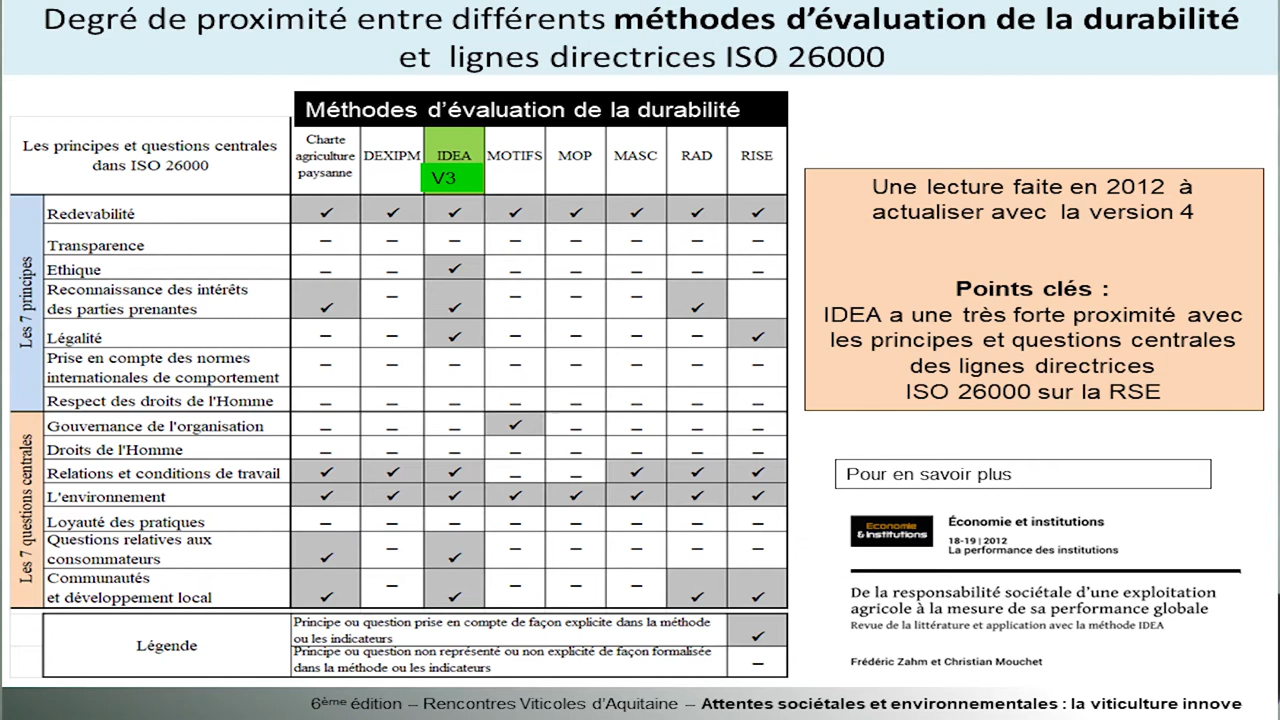 Degré de proximité entre différents méthodes d'évaluation de la durabilité
et lignes directrices ISO 26000
Méthodes d'évaluation de la durabilité
Les principes et questions centrales
dans ISO 26000
Charte
agriculture
paysanne
DEXIPM
IDEA
V3
MOTIFS
MOP
MASC
RAD
RISE
Les 7 principes
Redevabilité ✓ ✓ ✓ ✓ ✓ ✓ ✓ ✓
Transparence – – – – – – – –
Ethique – – ✓ – – – – –
Reconnaissance des intérêts
des parties prenantes ✓ – ✓ – – – ✓ –
Légalité – – ✓ – – – – ✓
Prise en compte des normes
internationales de comportement – – – – – – – –
Respect des droits de l'Homme – – – – – – – –
Les 7 questions centrales
Gouvernance de l'organisation – – – ✓ – – – –
Droits de l'Homme – – – – – – – –
Relations et conditions de travail ✓ ✓ ✓ – – ✓ ✓ ✓
L'environnement ✓ ✓ ✓ ✓ ✓ ✓ ✓ ✓
Loyauté des pratiques – – – – – – – –
Questions relatives aux
consommateurs ✓ – ✓ – – – – –
Communautés
et développement local ✓ – ✓ – – – ✓ ✓
Légende
Principe ou question prise en compte de façon explicite dans la méthode
ou les indicateurs ✓
Principe ou question non représenté ou non explicité de façon formalisée
dans la méthode ou les indicateurs –
Une lecture faite en 2012 à
actualiser avec la version 4
Points clés :
IDEA a une très forte proximité avec
les principes et questions centrales
des lignes directrices
ISO 26000 sur la RSE
Pour en savoir plus
Economie
& Institutions
Économie et institutions
18-19 | 2012
La performance des institutions
De la responsabilité sociétale d'une exploitation
agricole à la mesure de sa performance globale
Revue de la littérature et application avec la méthode IDEA
Frédéric Zahm et Christian Mouchet
6ème édition – Rencontres Viticoles d'Aquitaine – Attentes sociétales et environnementales : la viticulture innove